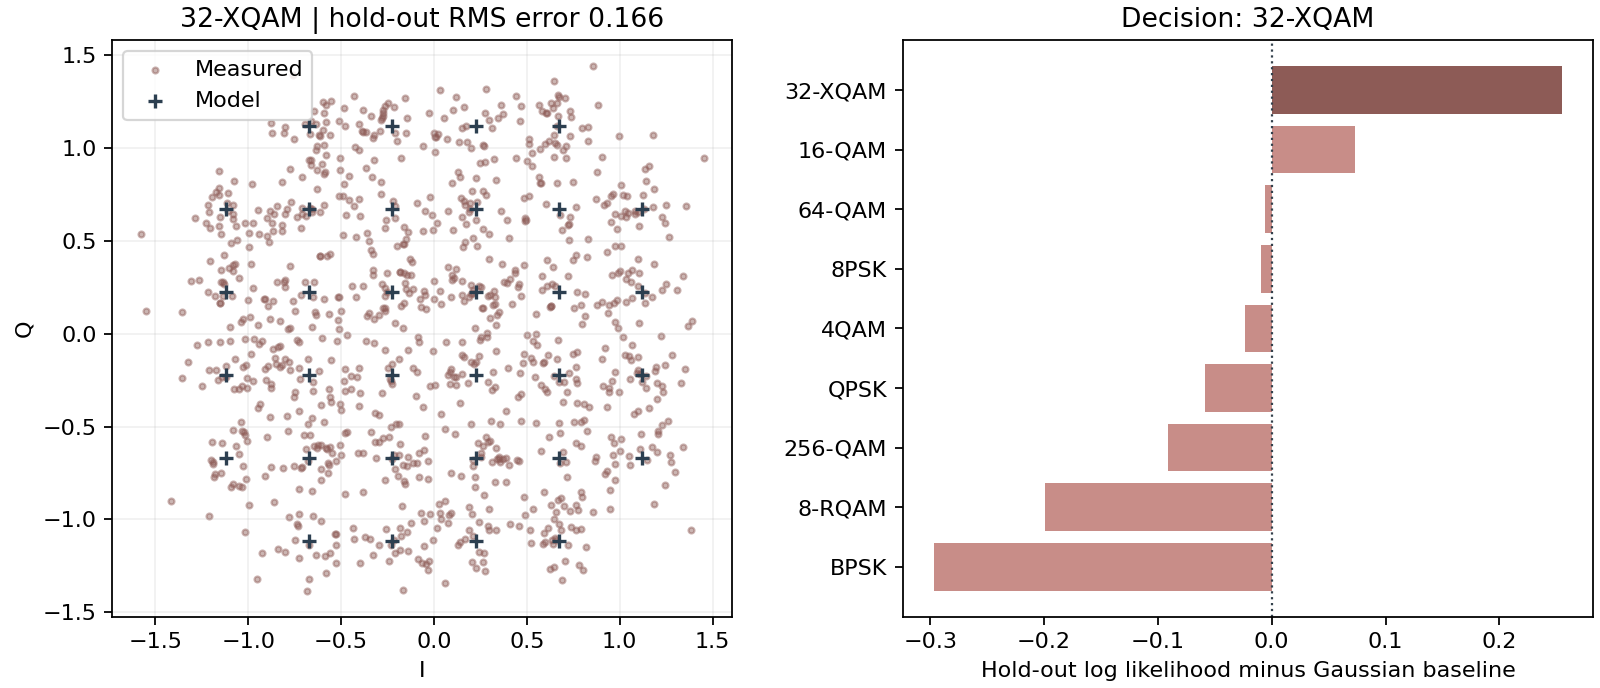 32-XQAM | hold-out RMS error 0.166
Measured
Model
1.5
1.0
0.5
0.0
−0.5
−1.0
−1.5
Q
−1.5
−1.0
−0.5
0.0
0.5
1.0
1.5
I
Decision: 32-XQAM
32-XQAM
16-QAM
64-QAM
8PSK
4QAM
QPSK
256-QAM
8-RQAM
BPSK
−0.3
−0.2
−0.1
0.0
0.1
0.2
Hold-out log likelihood minus Gaussian baseline